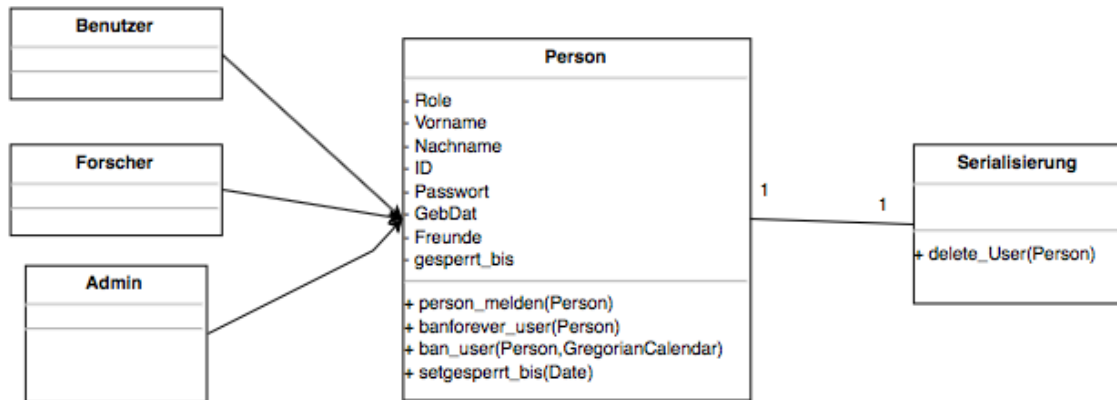 Benutzer
Forscher
Admin
Person
- Role
- Vorname
- Nachname
- ID
- Passwort
- GebDat
- Freunde
- gesperrt_bis
+ person_melden(Person)
+ banforever_user(Person)
+ ban_user(Person,GregorianCalendar)
+ setgesperrt_bis(Date)
1
1
Serialisierung
+ delete_User(Person)